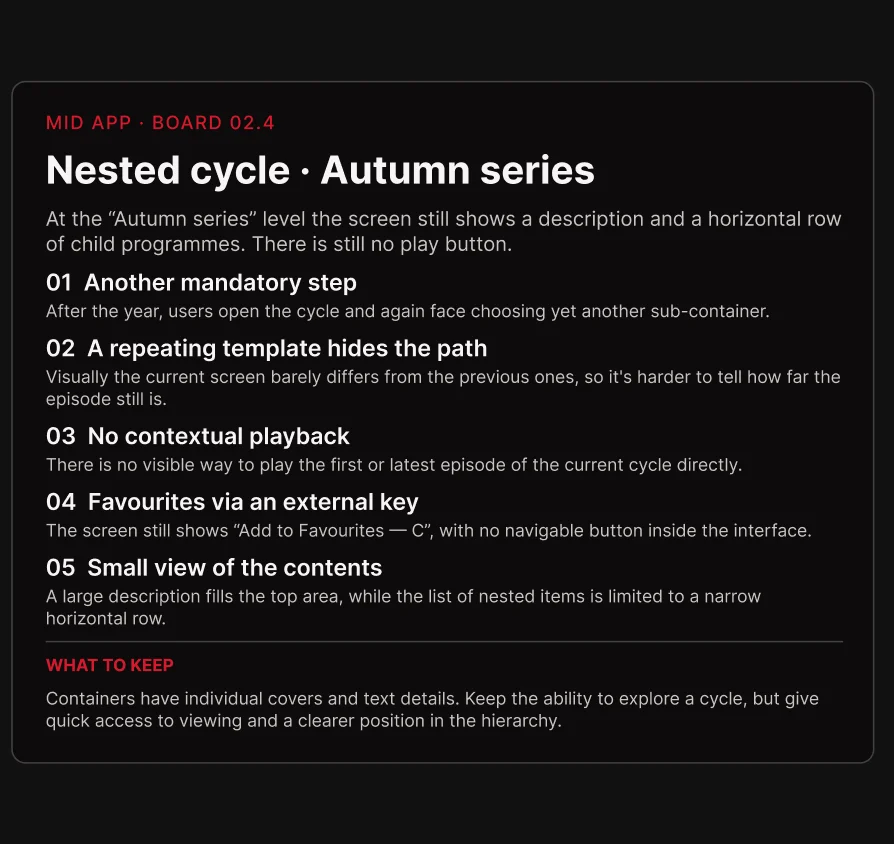 MID APP · BOARD 02.4
Nested cycle · Autumn series
At the “Autumn series” level the screen still shows a description and a horizontal row
of child programmes. There is still no play button.
01 Another mandatory step
After the year, users open the cycle and again face choosing yet another sub-container.
02 A repeating template hides the path
Visually the current screen barely differs from the previous ones, so it's harder to tell how far the
episode still is.
03 No contextual playback
There is no visible way to play the first or latest episode of the current cycle directly.
04 Favourites via an external key
The screen still shows “Add to Favourites — C”, with no navigable button inside the interface.
05 Small view of the contents
A large description fills the top area, while the list of nested items is limited to a narrow
horizontal row.
WHAT TO KEEP
Containers have individual covers and text details. Keep the ability to explore a cycle, but give
quick access to viewing and a clearer position in the hierarchy.